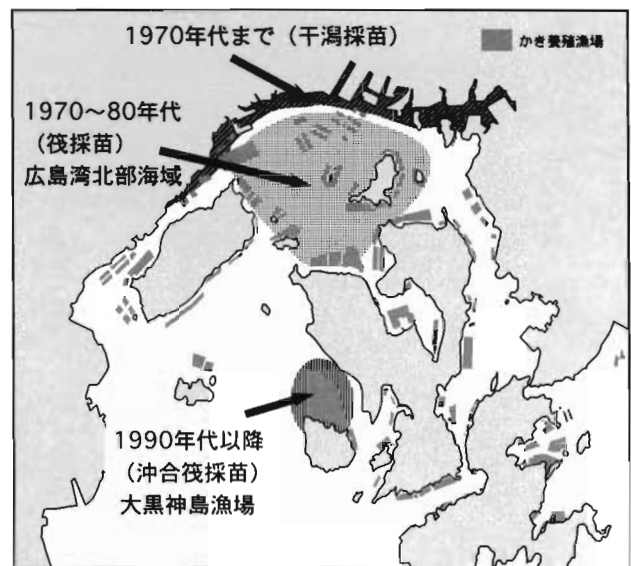 1970年代まで（干潟採苗）
かき養殖漁場
1970～80年代
（筏採苗）
広島湾北部海域
1990年代以降
（沖合筏採苗）
大黒神島漁場